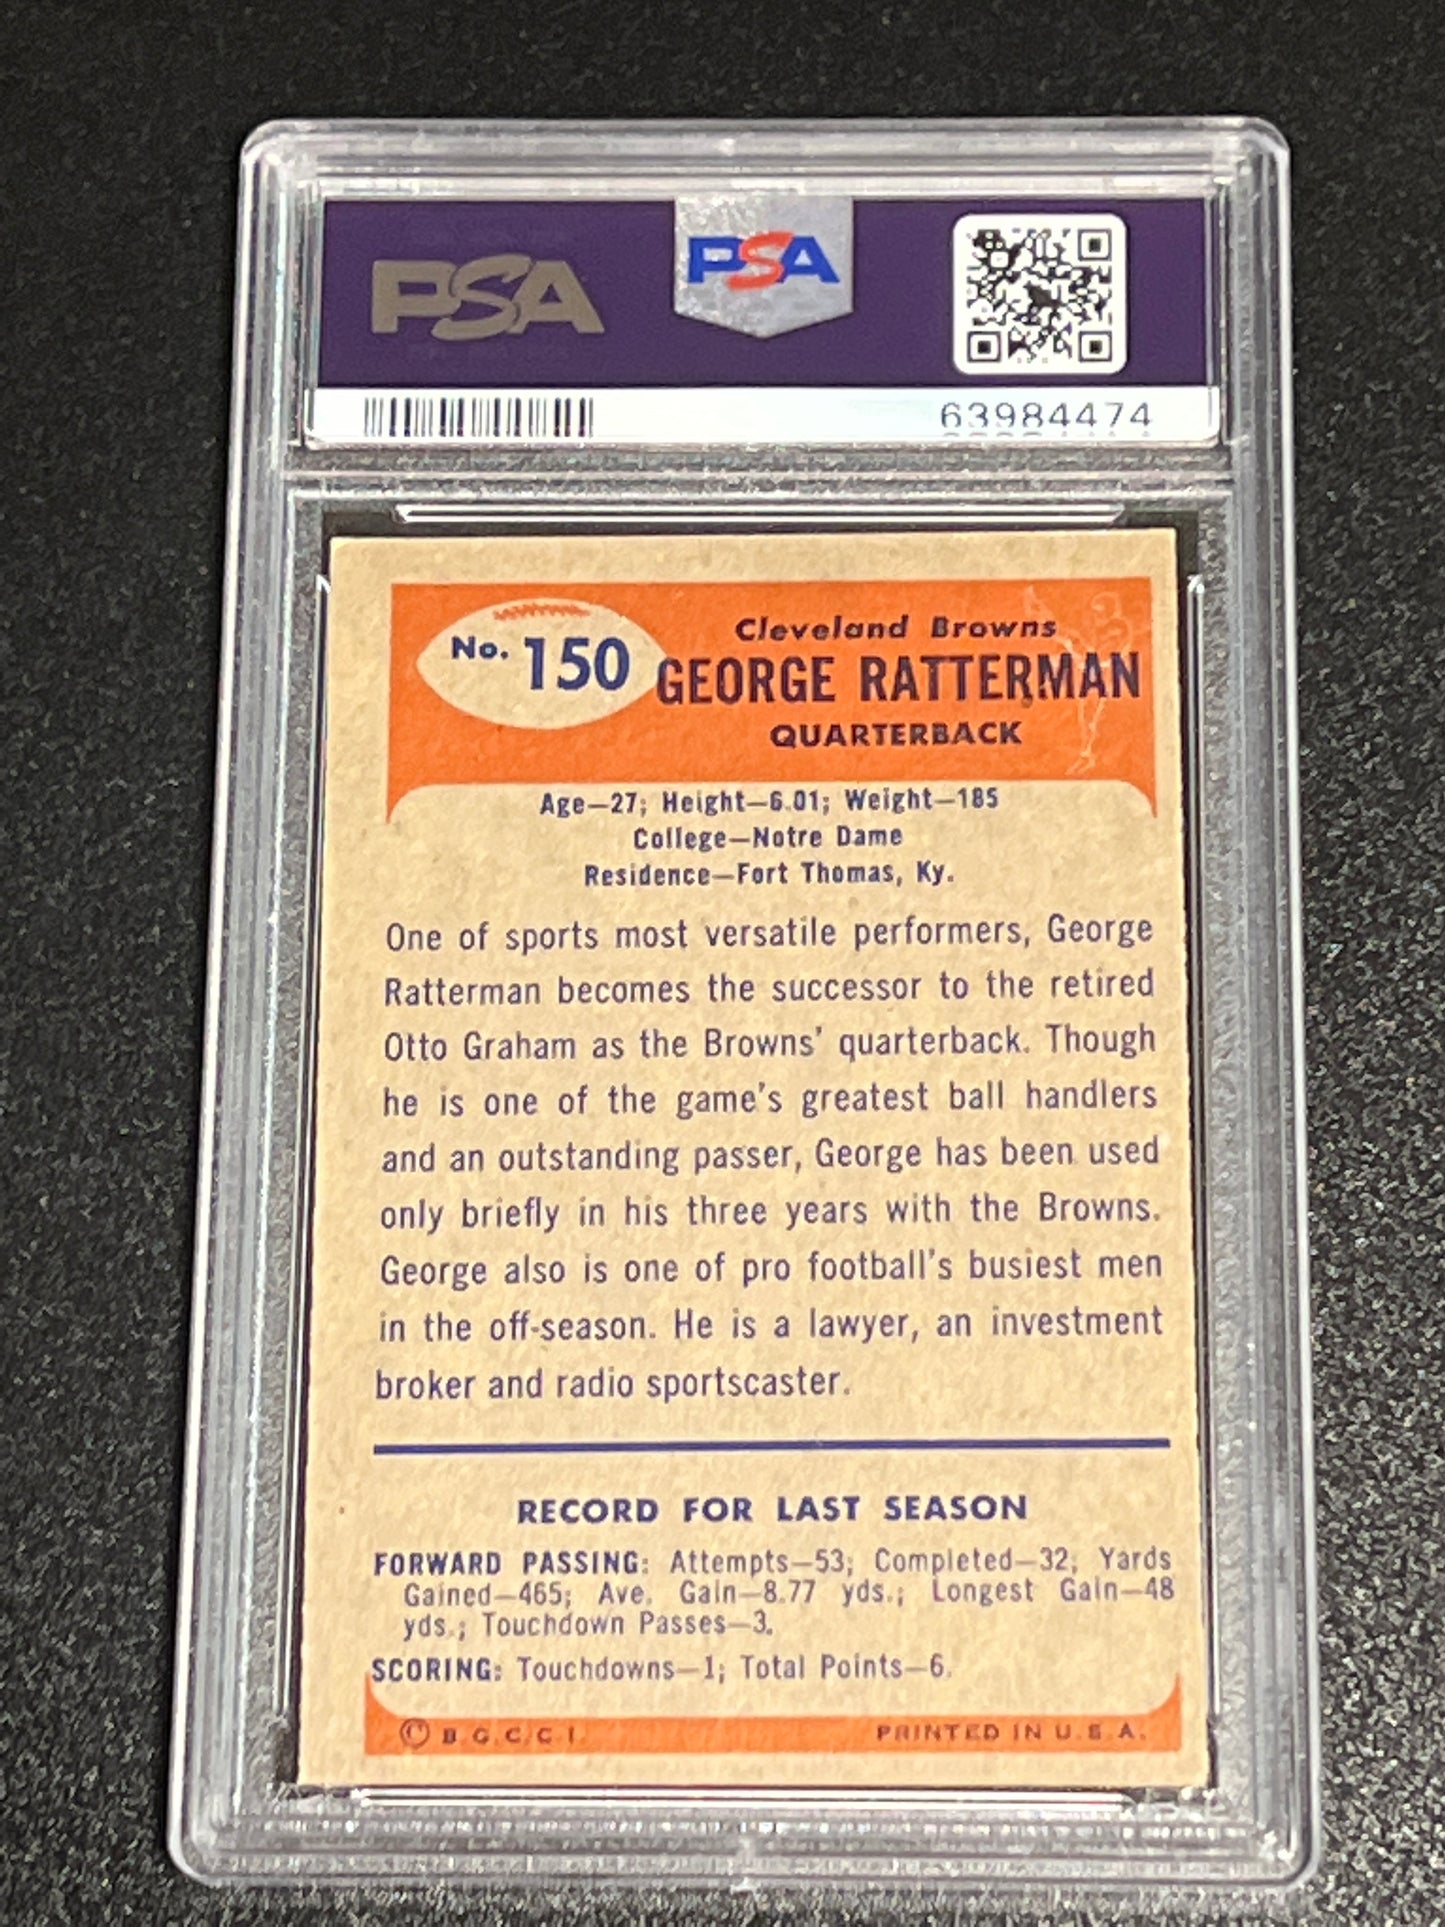 PSA
PSA
63984474
No. 150
Cleveland Browns
GEORGE RATTERMAN
QUARTERBACK
Age—27; Height—6.01; Weight—185
College—Notre Dame
Residence—Fort Thomas, Ky.
One of sports most versatile performers, George
Ratterman becomes the successor to the retired
Otto Graham as the Browns' quarterback. Though
he is one of the game's greatest ball handlers
and an outstanding passer, George has been used
only briefly in his three years with the Browns.
George also is one of pro football's busiest men
in the off-season. He is a lawyer, an investment
broker and radio sportscaster.
RECORD FOR LAST SEASON
FORWARD PASSING: Attempts—53; Completed—32; Yards
Gained—465; Ave. Gain—8.77 yds.; Longest Gain—48
yds.; Touchdown Passes—3.
SCORING: Touchdowns—1; Total Points—6.
© B. G. C. C. I.
PRINTED IN U. S. A.